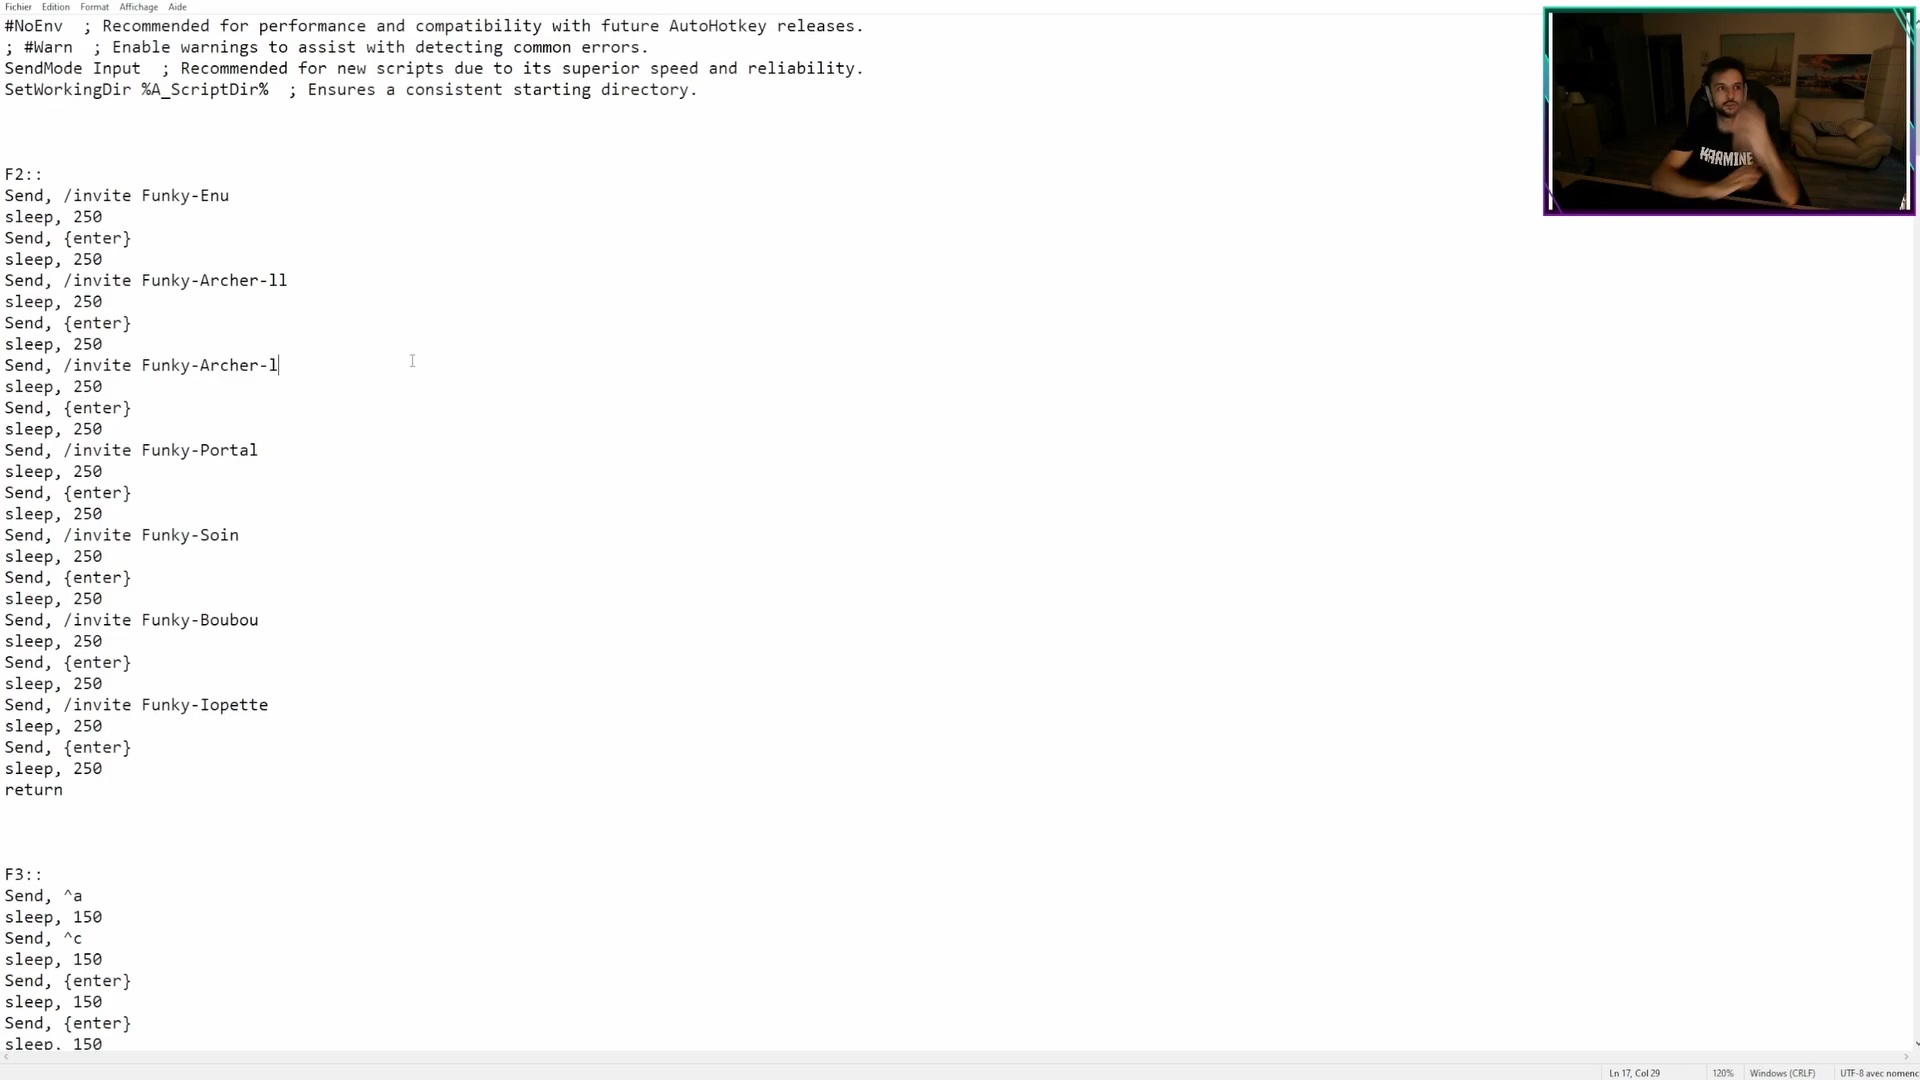 Fichier Edition Format Affichage Aide
#NoEnv  ; Recommended for performance and compatibility with future AutoHotkey releases.
; #Warn  ; Enable warnings to assist with detecting common errors.
SendMode Input  ; Recommended for new scripts due to its superior speed and reliability.
SetWorkingDir %A_ScriptDir%  ; Ensures a consistent starting directory.
KARMINE
F2::
Send, /invite Funky-Enu
sleep, 250
Send, {enter}
sleep, 250
Send, /invite Funky-Archer-ll
sleep, 250
Send, {enter}
sleep, 250
Send, /invite Funky-Archer-l
sleep, 250
Send, {enter}
sleep, 250
Send, /invite Funky-Portal
sleep, 250
Send, {enter}
sleep, 250
Send, /invite Funky-Soin
sleep, 250
Send, {enter}
sleep, 250
Send, /invite Funky-Boubou
sleep, 250
Send, {enter}
sleep, 250
Send, /invite Funky-Iopette
sleep, 250
Send, {enter}
sleep, 250
return
F3::
Send, ^a
sleep, 150
Send, ^c
sleep, 150
Send, {enter}
sleep, 150
Send, {enter}
sleep, 150
Ln 17, Col 29 120% Windows (CRLF) UTF-8 avec nomenc